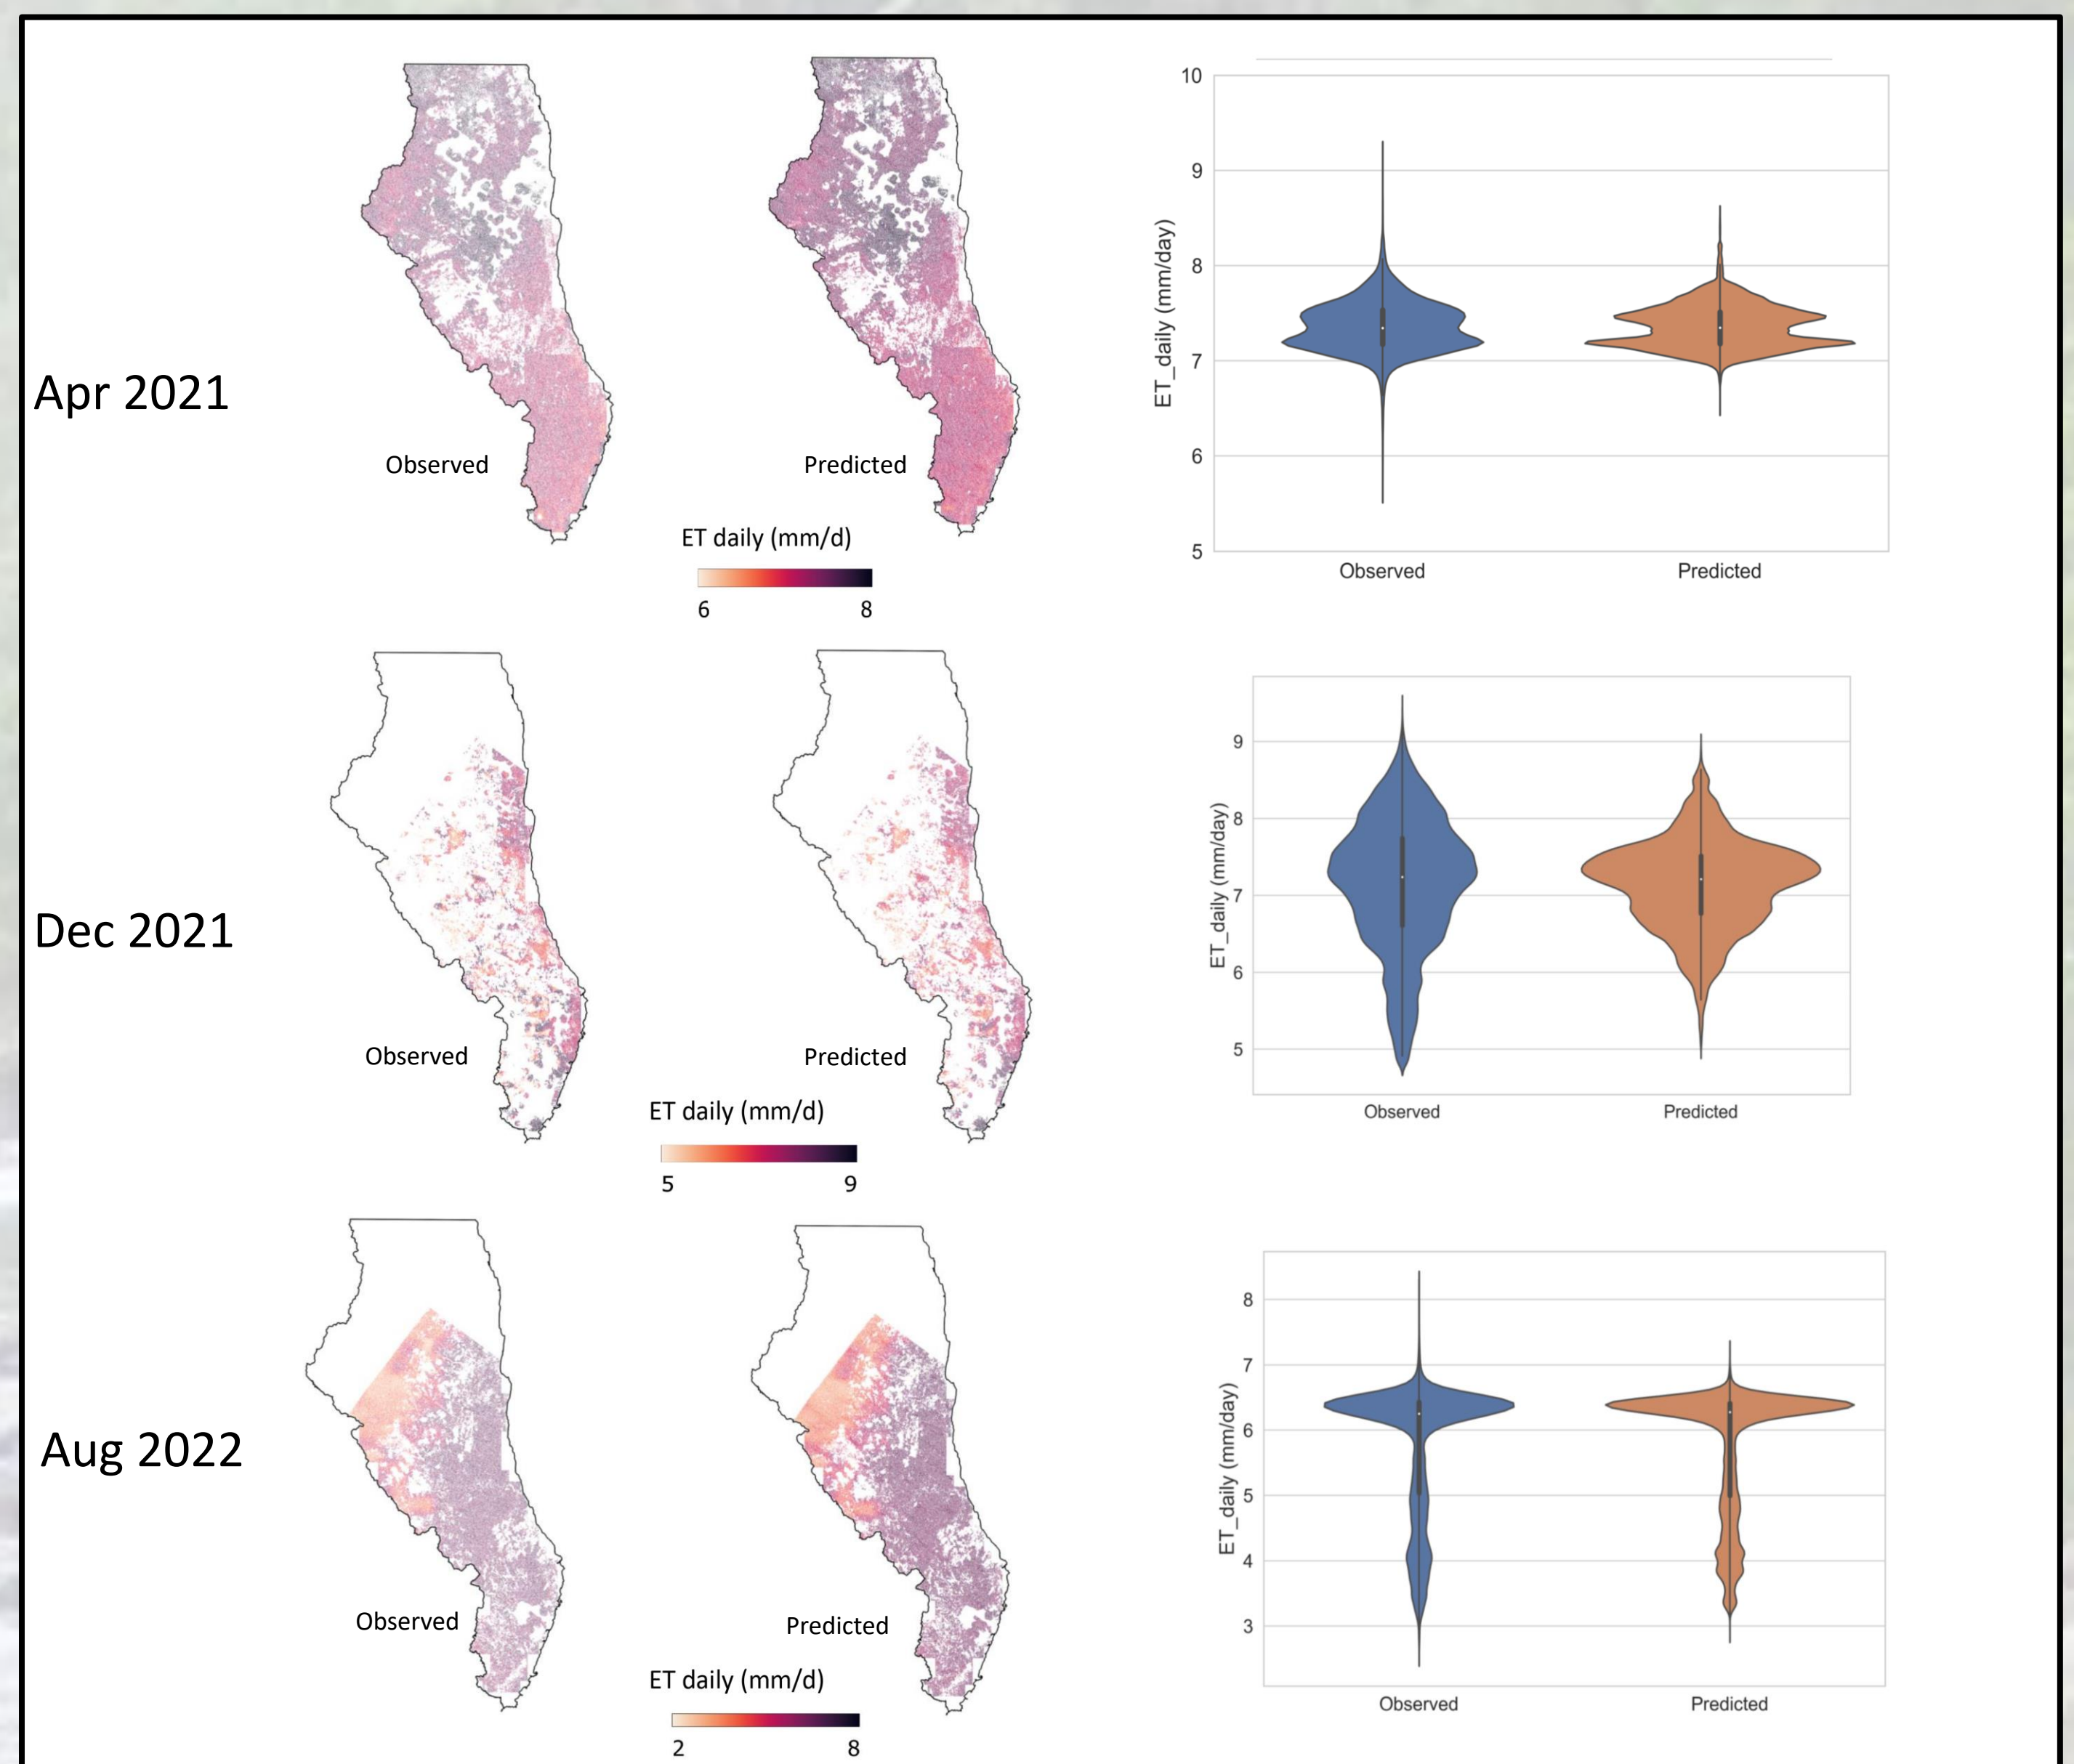 Apr 2021
Observed
Predicted
ET daily (mm/d)
6 8
ET_daily (mm/day)
10
9
8
7
6
5
Observed Predicted
Dec 2021
Observed
Predicted
ET daily (mm/d)
5 9
ET_daily (mm/day)
9
8
7
6
5
Observed Predicted
Aug 2022
Observed
Predicted
ET daily (mm/d)
2 8
ET_daily (mm/day)
8
7
6
5
4
3
Observed Predicted